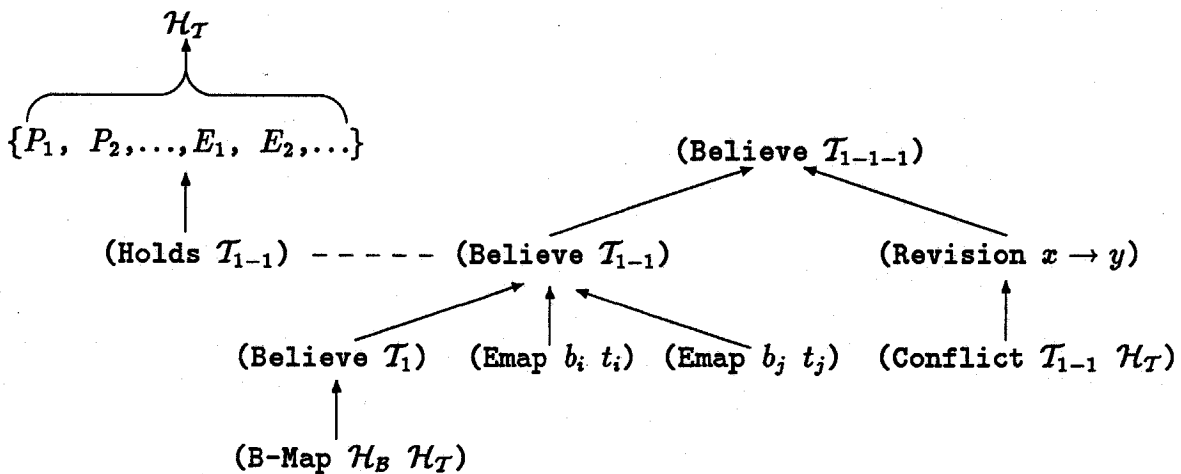 𝓗_𝒯
{P₁, P₂,...,E₁, E₂,...}
(Believe 𝒯₁₋₁₋₁)
(Holds 𝒯₁₋₁) - - - - - (Believe 𝒯₁₋₁) (Revision x → y)
(Believe 𝒯₁) (Emap bᵢ tᵢ) (Emap bⱼ tⱼ) (Conflict 𝒯₁₋₁ 𝓗_𝒯)
(B-Map 𝓗_ℬ 𝓗_𝒯)